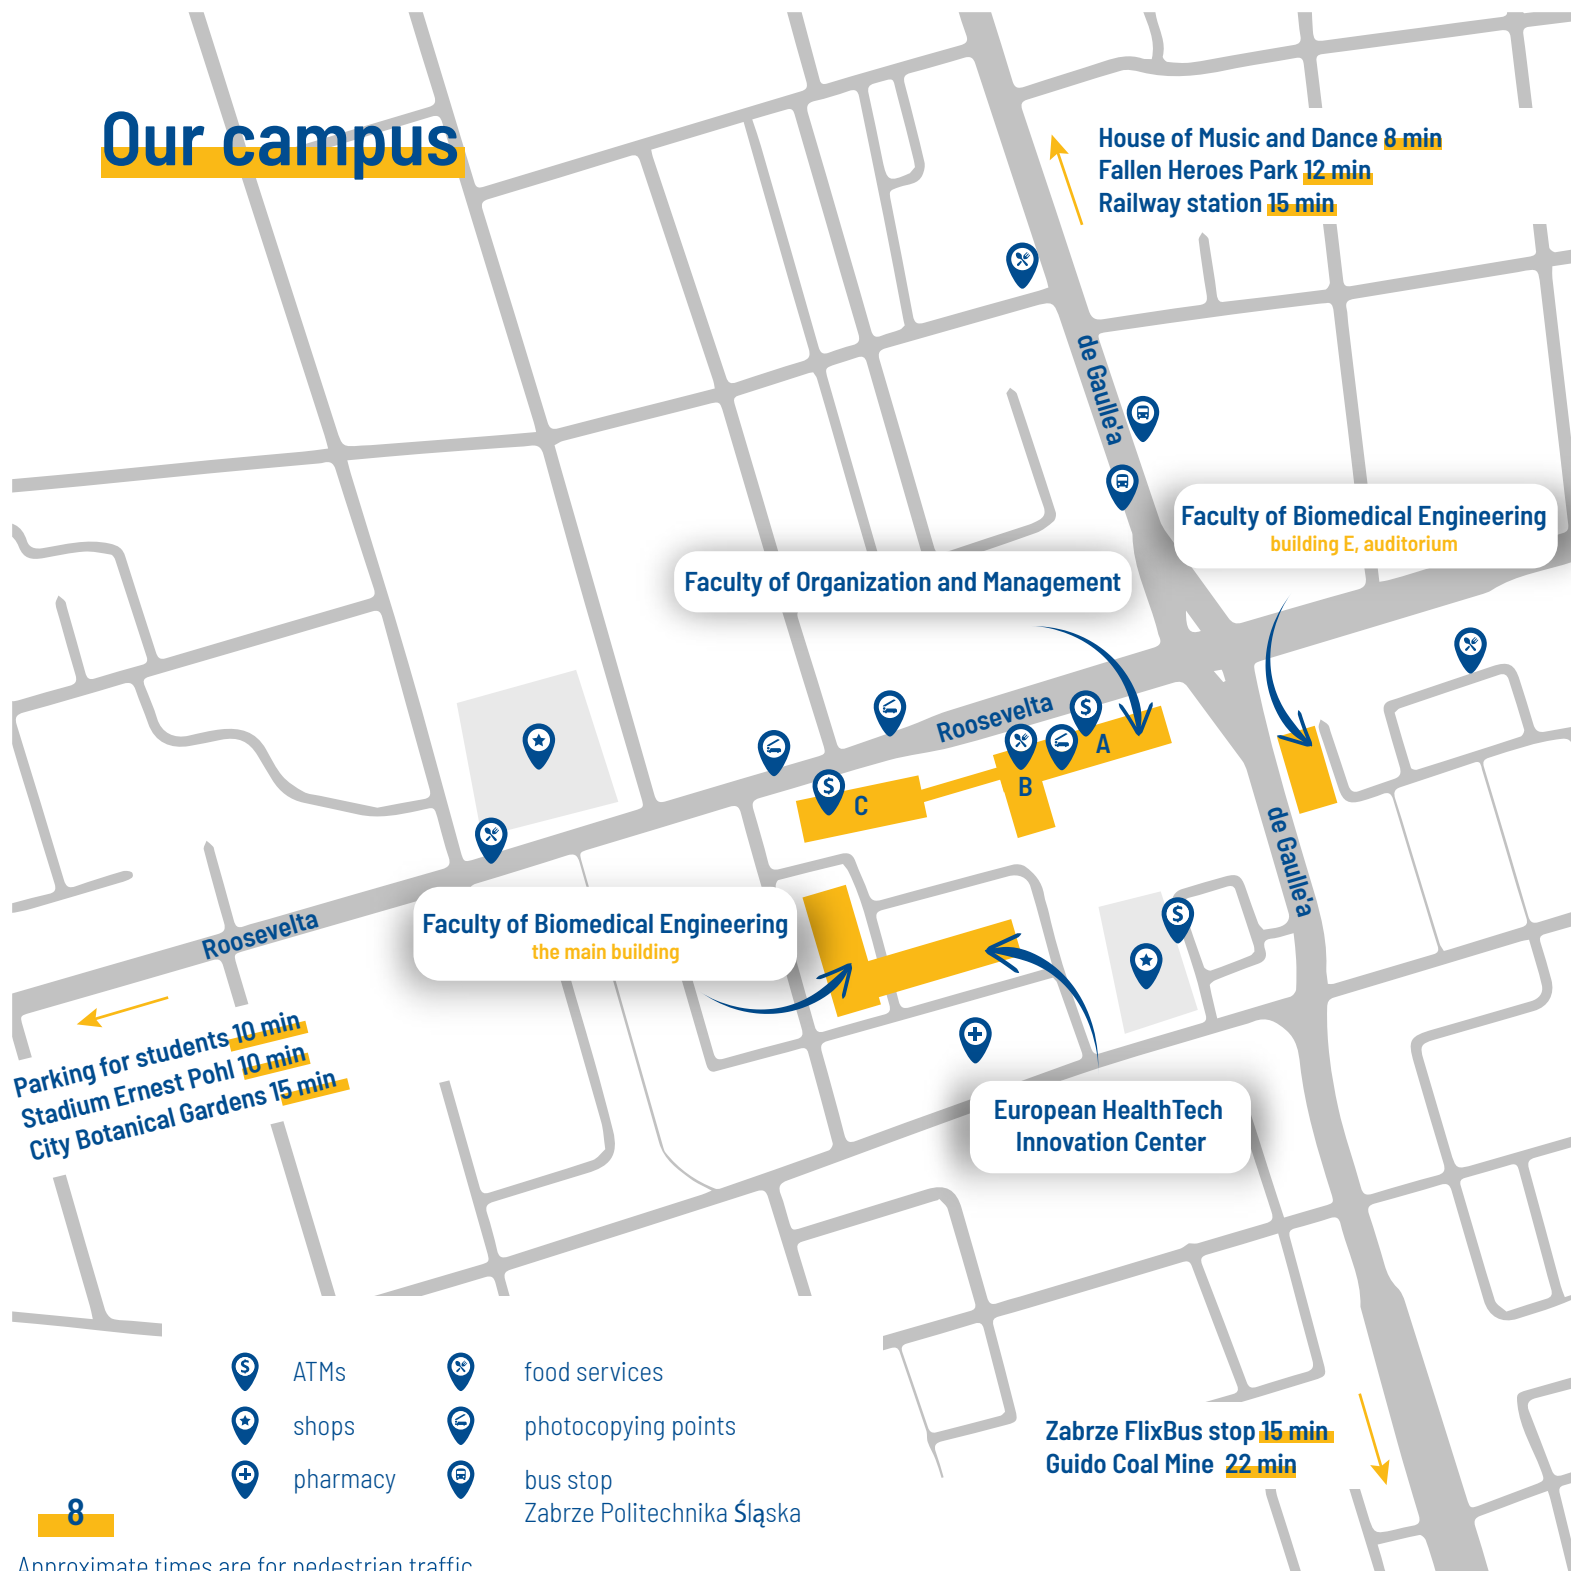 Our campus
House of Music and Dance 8 min
Fallen Heroes Park 12 min
Railway station 15 min
de Gaulle'a
Faculty of Biomedical Engineering
building E, auditorium
Faculty of Organization and Management
Roosevelta
A
B
C
de Gaulle'a
Faculty of Biomedical Engineering
the main building
Roosevelta
Parking for students 10 min
Stadium Ernest Pohl 10 min
City Botanical Gardens 15 min
European HealthTech
Innovation Center
ATMs
food services
shops
photocopying points
pharmacy
bus stop
Zabrze Politechnika Śląska
Zabrze FlixBus stop 15 min
Guido Coal Mine 22 min
8
Approximate times are for pedestrian traffic